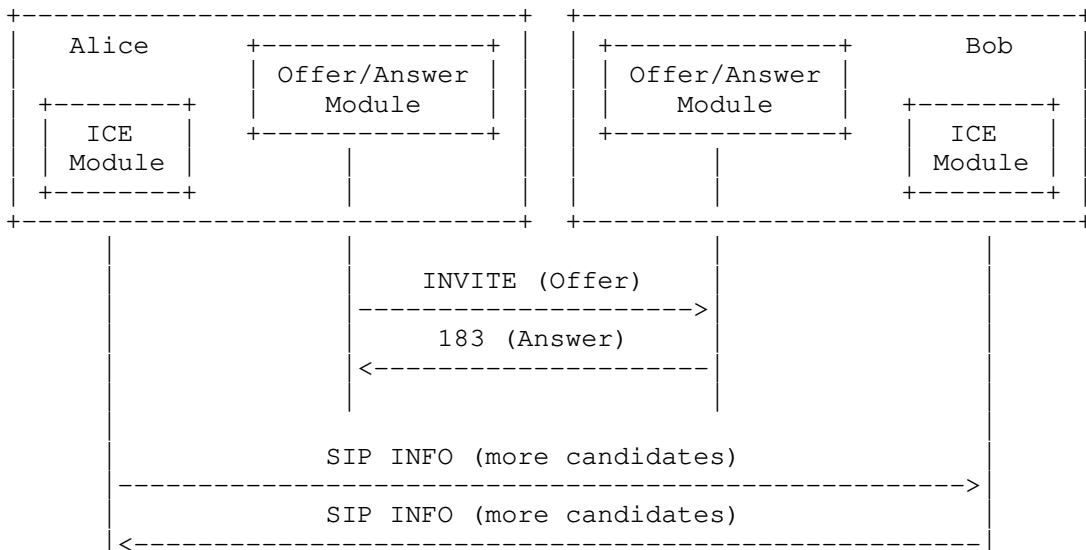 Alice
Bob
Offer/Answer Offer/Answer
Module Module
ICE ICE
Module Module
INVITE (Offer)
183 (Answer)
SIP INFO (more candidates)
SIP INFO (more candidates)